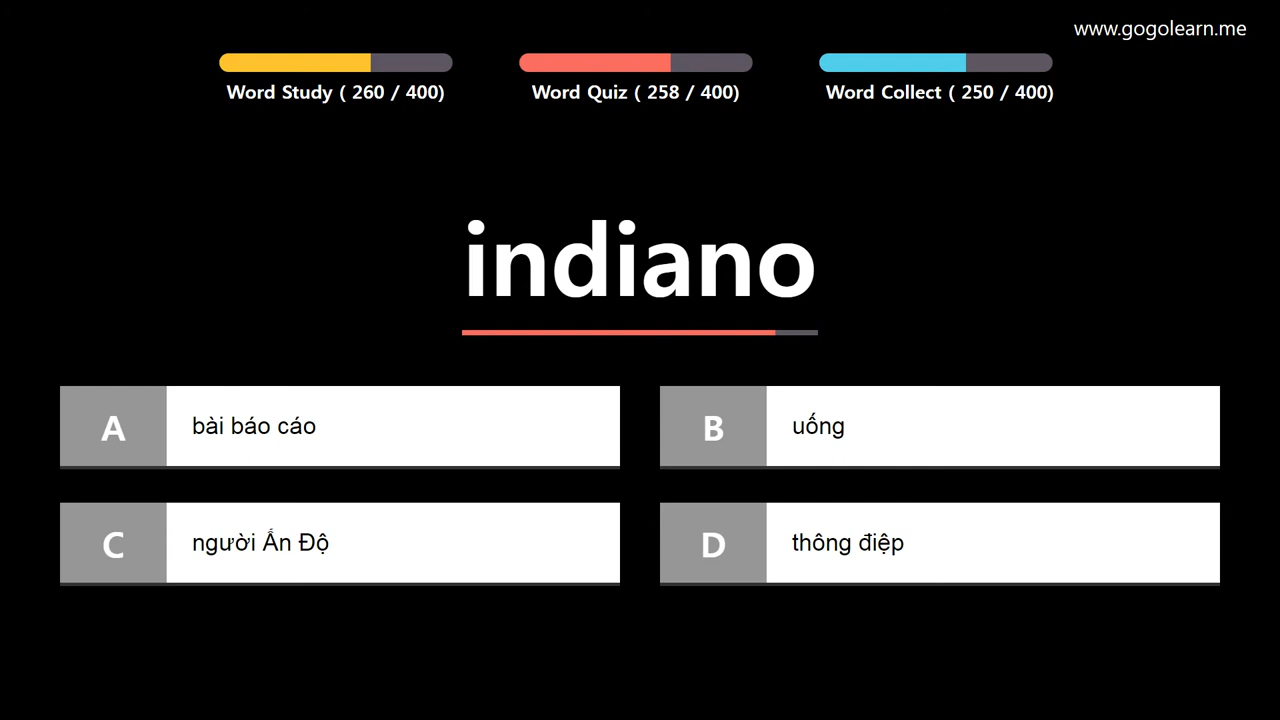 www.gogolearn.me
Word Study ( 260 / 400)
Word Quiz ( 258 / 400)
Word Collect ( 250 / 400)
indiano
A
bài báo cáo
B
uống
C
người Ấn Độ
D
thông điệp